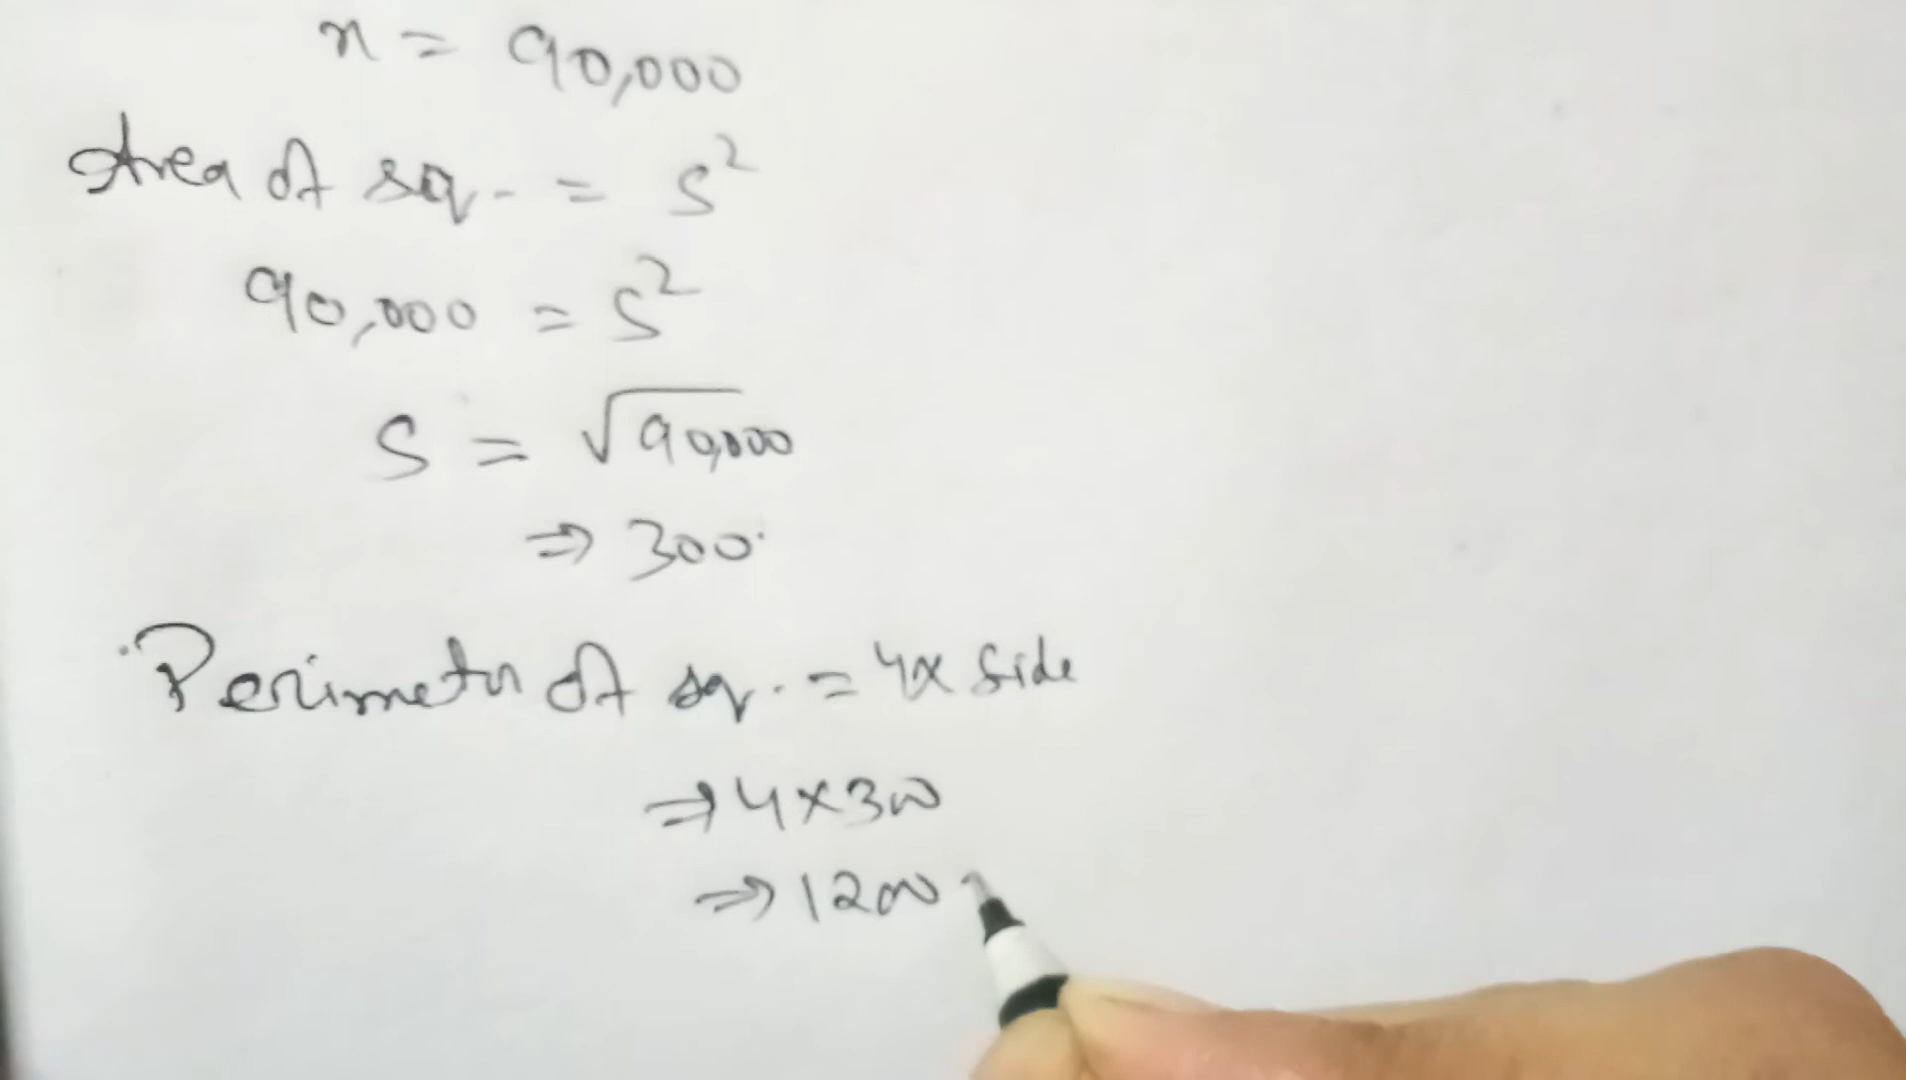 x = 90,000
Area of sq. = s²
90,000 = s²
S = √90,000
⇒ 300.
Perimeter of sq. = 4x side
⇒ 4x300
⇒ 1200